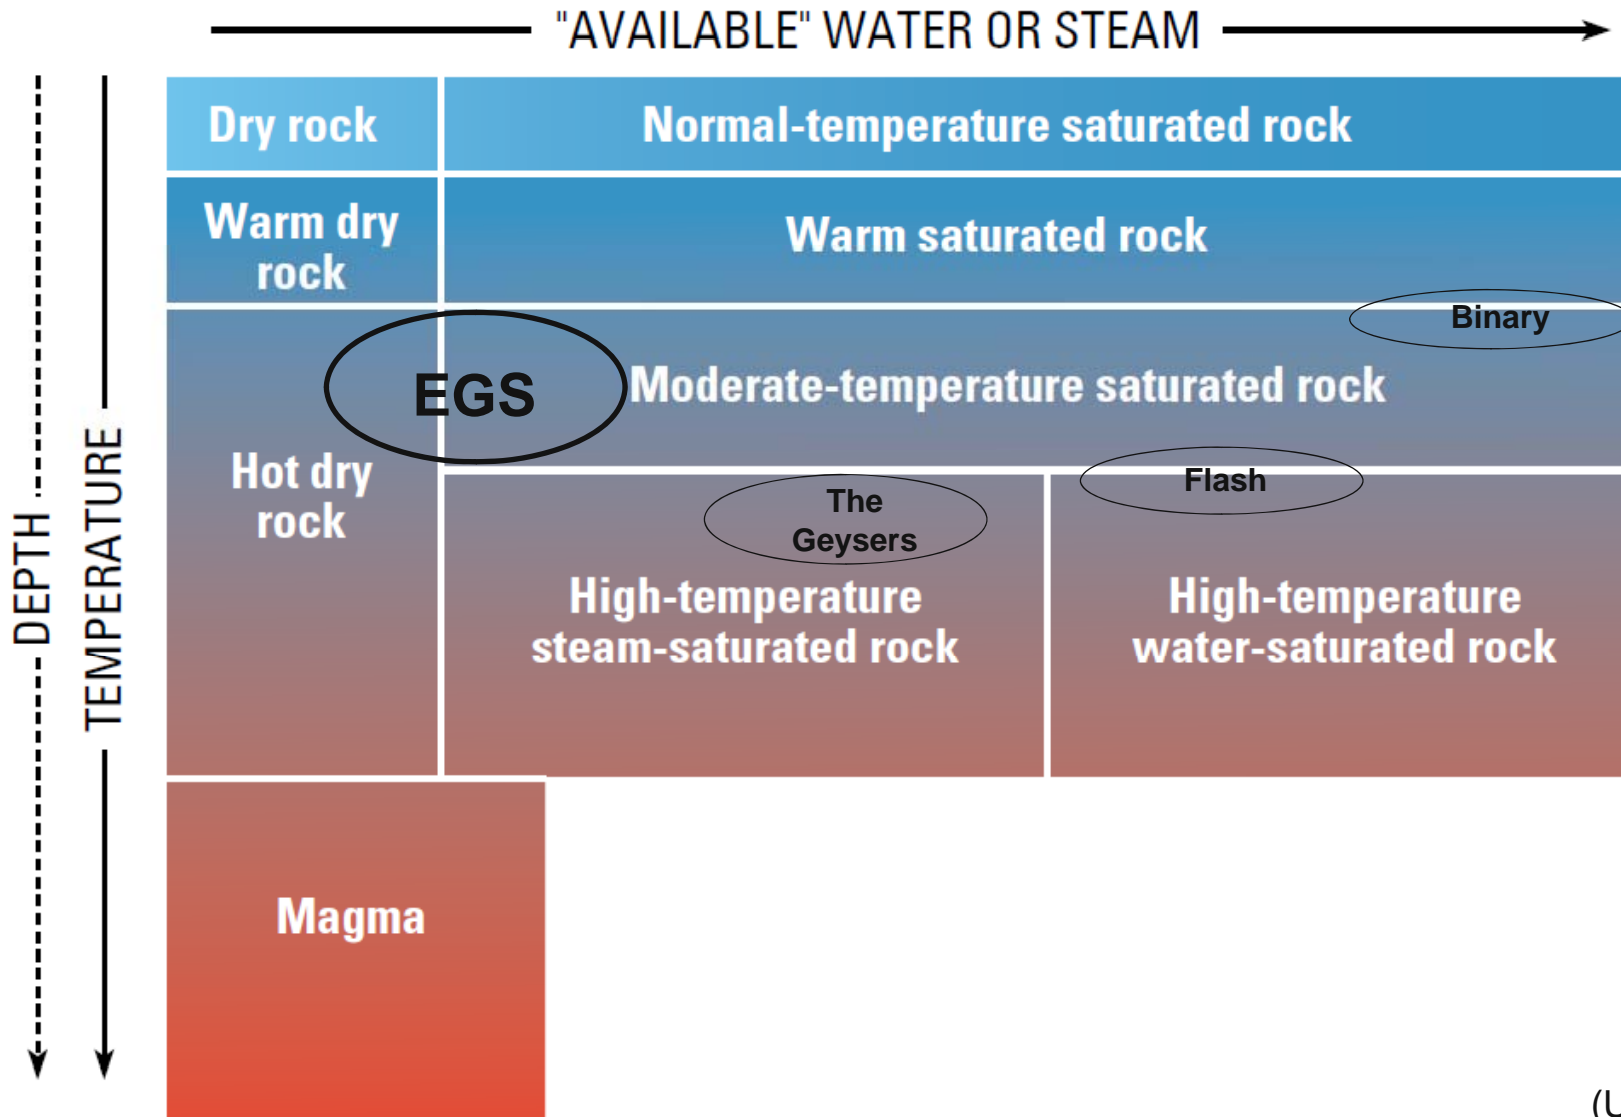 "AVAILABLE" WATER OR STEAM
DEPTH
TEMPERATURE
Dry rock
Normal-temperature saturated rock
Warm dry
rock
Warm saturated rock
Binary
EGS
Moderate-temperature saturated rock
Hot dry
rock
The
Geysers
Flash
High-temperature
steam-saturated rock
High-temperature
water-saturated rock
Magma
(U